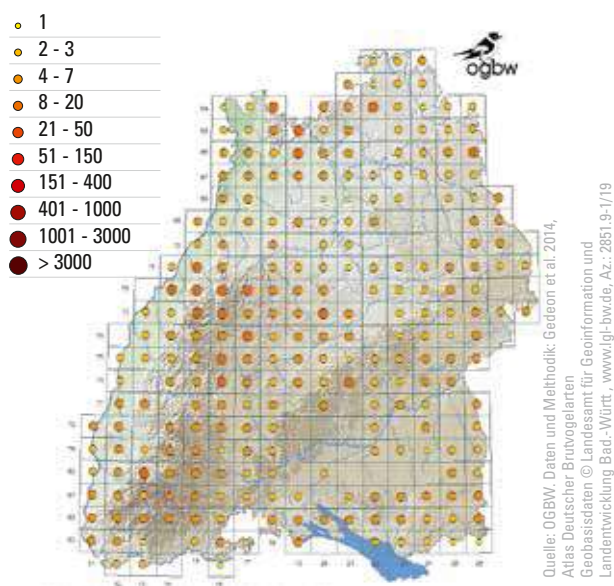 1
2 - 3
4 - 7
8 - 20
21 - 50
51 - 150
151 - 400
401 - 1000
1001 - 3000
> 3000
ogbw
Quelle: OGBW. Daten und Methodik: Gedeon et al. 2014,
Atlas Deutscher Brutvogelarten
Geobasisdaten © Landesamt für Geoinformation und
Landentwicklung Bad.-Württ., www.lgl-bw.de, Az.: 2851.9-1/19